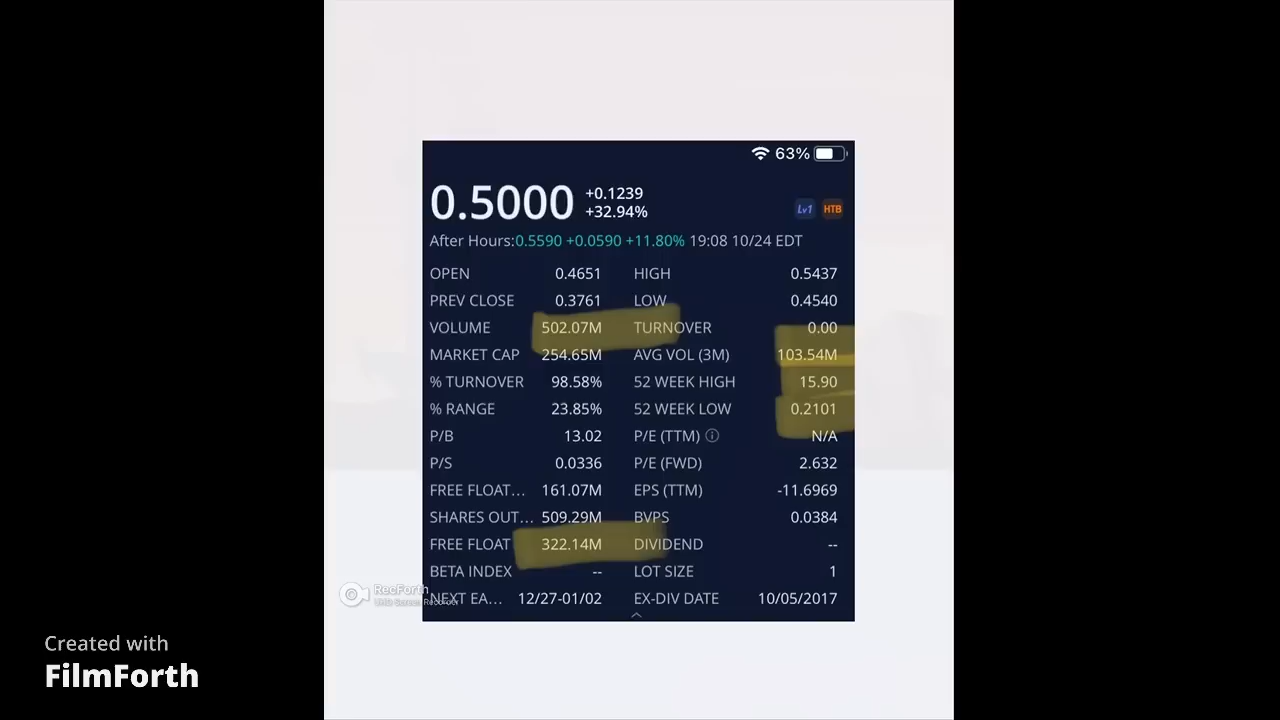 63%
0.5000 +0.1239
+32.94%
Lv1 HTB
After Hours:0.5590 +0.0590 +11.80% 19:08 10/24 EDT
OPEN 0.4651 HIGH 0.5437
PREV CLOSE 0.3761 LOW 0.4540
VOLUME 502.07M TURNOVER 0.00
MARKET CAP 254.65M AVG VOL (3M) 103.54M
% TURNOVER 98.58% 52 WEEK HIGH 15.90
% RANGE 23.85% 52 WEEK LOW 0.2101
P/B 13.02 P/E (TTM) N/A
P/S 0.0336 P/E (FWD) 2.632
FREE FLOAT... 161.07M EPS (TTM) -11.6969
SHARES OUT... 509.29M BVPS 0.0384
FREE FLOAT 322.14M DIVIDEND --
BETA INDEX -- LOT SIZE 1
NEXT EA... 12/27-01/02 EX-DIV DATE 10/05/2017
RecForth
Screen Recorder
Created with
FilmForth